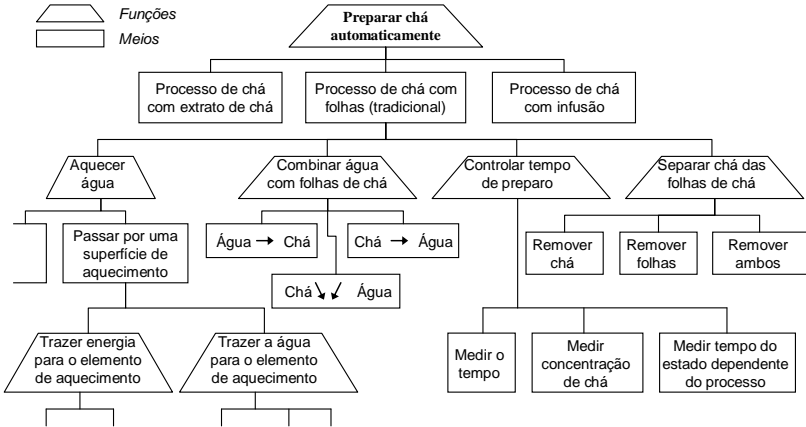 Funções
Meios
Preparar chá
automaticamente
Processo de chá
com extrato de chá
Processo de chá com
folhas (tradicional)
Processo de chá
com infusão
Aquecer
água
Combinar água
com folhas de chá
Controlar tempo
de preparo
Separar chá das
folhas de chá
Passar por uma
superfície de
aquecimento
Água → Chá
Chá → Água
Chá ↘ ↙ Água
Remover
chá
Remover
folhas
Remover
ambos
Trazer energia
para o elemento
de aquecimento
Trazer a água
para o elemento
de aquecimento
Medir o
tempo
Medir
concentração
de chá
Medir tempo do
estado dependente
do processo